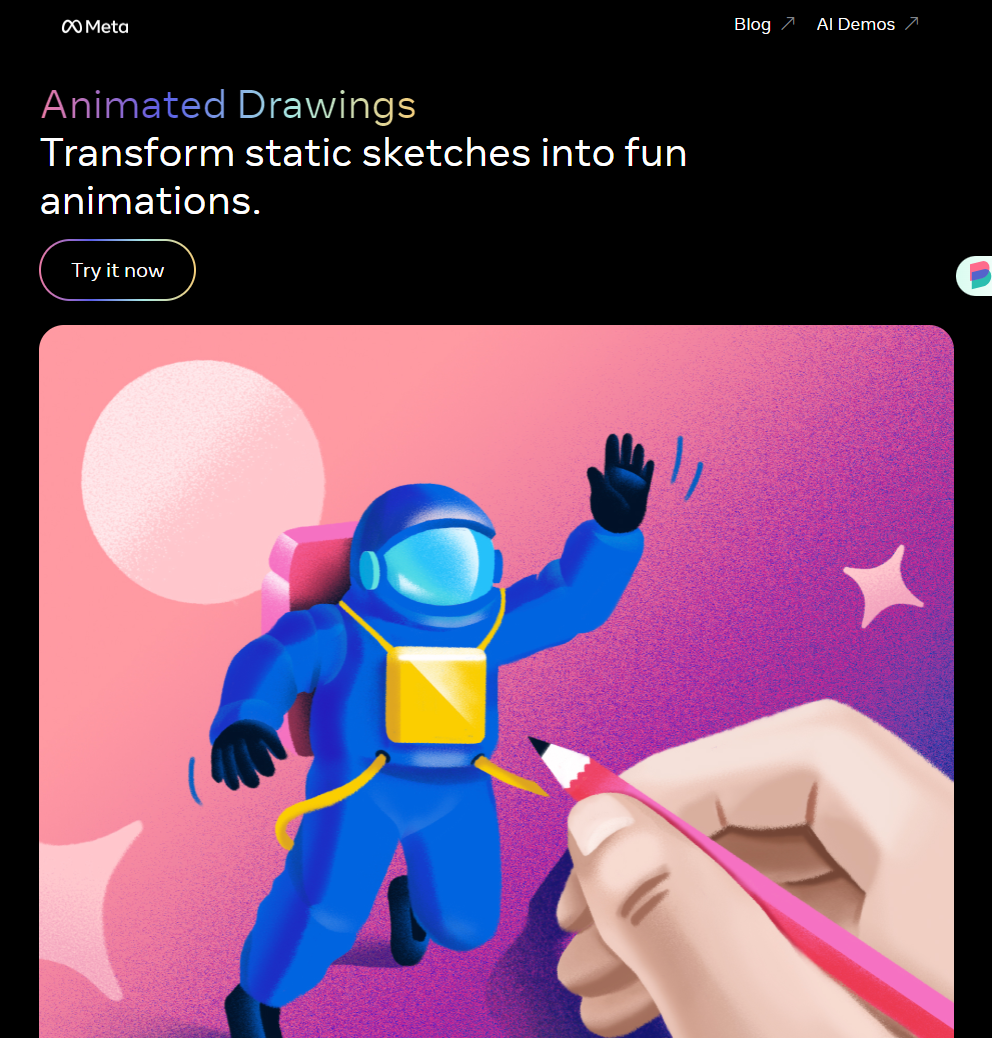 Meta
Blog
AI Demos
Animated Drawings
Transform static sketches into fun
animations.
Try it now